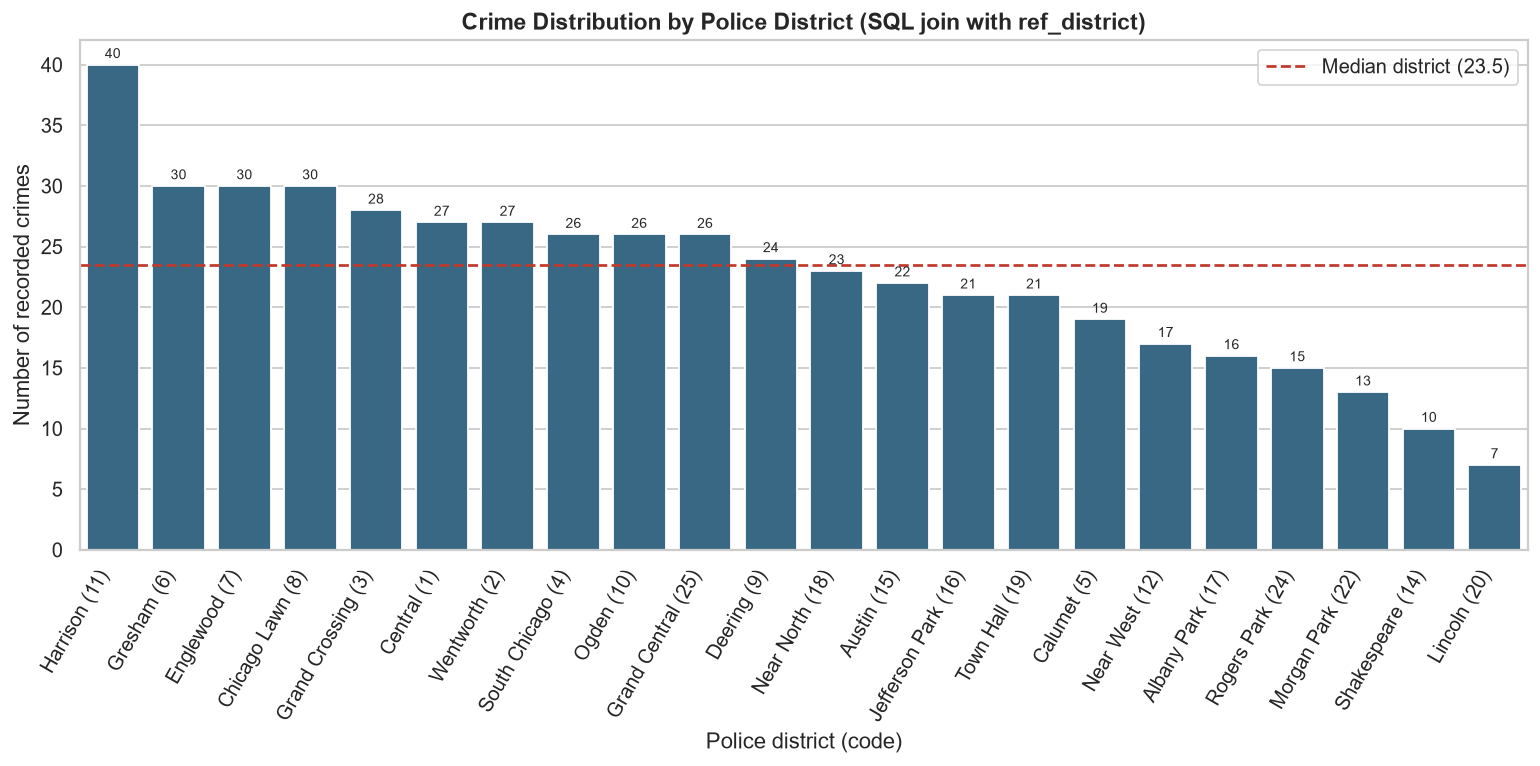 Crime Distribution by Police District (SQL join with ref_district)
Median district (23.5)
Number of recorded crimes
40
35
30
25
20
15
10
5
0
40
30
30
30
28
27
27
26
26
26
24
23
22
21
21
19
17
16
15
13
10
7
Harrison (11)
Gresham (6)
Englewood (7)
Chicago Lawn (8)
Grand Crossing (3)
Central (1)
Wentworth (2)
South Chicago (4)
Ogden (10)
Grand Central (25)
Deering (9)
Near North (18)
Austin (15)
Jefferson Park (16)
Town Hall (19)
Calumet (5)
Near West (12)
Albany Park (17)
Rogers Park (24)
Morgan Park (22)
Shakespeare (14)
Lincoln (20)
Police district (code)